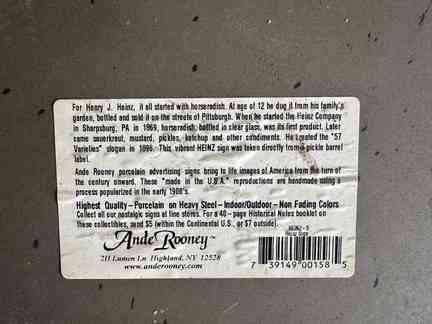 For Henry J. Heinz, it all started with horseradish. At age of 12 he dug it from his family's
garden, bottled and sold it on the streets of Pittsburgh. When he started the Heinz Company
in Sharpsburg, PA in 1969, horseradish, bottled in clear glass, was its first product. Later
came sauerkraut, mustard, pickles, ketchup and other condiments. He created the "57
Varieties" slogan in 1896. This vibrant HEINZ sign was taken directly from a pickle barrel
label.
Ande Rooney porcelain advertising signs bring to life images of America from the turn of
the century onward. These "made in the U.S.A." reproductions are handmade using a
process popularized in the early 1900's.
Highest Quality - Porcelain on Heavy Steel - Indoor/Outdoor - Non Fading Colors
Collect all our nostalgic signs at fine stores. For a 40-page Historical Notes booklet on
these collectibles, send $5 (within the Continental U.S., or $7 outside).
Ande Rooney™
211 Lumen Ln Highland, NY 12528
www.anderooney.com
7 39149 00158 5